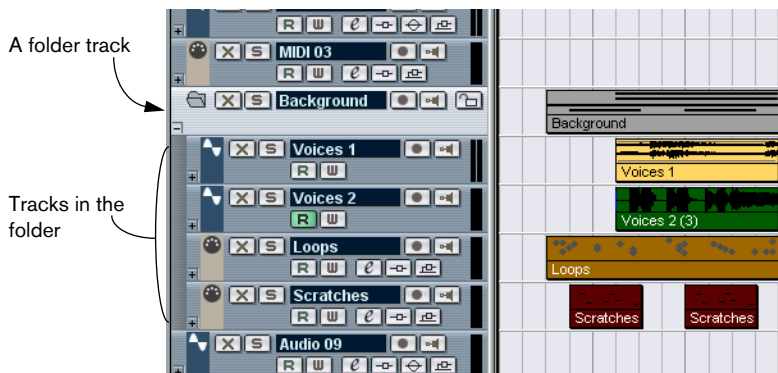 R W e
A folder track
X S MIDI 03
R W e
X S Background
Background
X S Voices 1
R W
Voices 1
Tracks in the
folder
X S Voices 2
R W
Voices 2 (3)
X S Loops
R W e
Loops
X S Scratches
R W e
Scratches Scratches
X S Audio 09
R W e